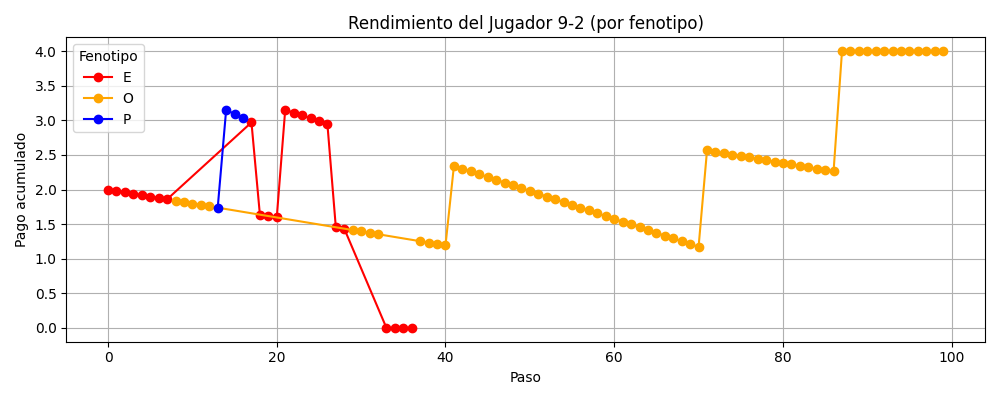 Rendimiento del Jugador 9-2 (por fenotipo)
Fenotipo
E
O
P
Pago acumulado
4.0
3.5
3.0
2.5
2.0
1.5
1.0
0.5
0.0
0 20 40 60 80 100
Paso